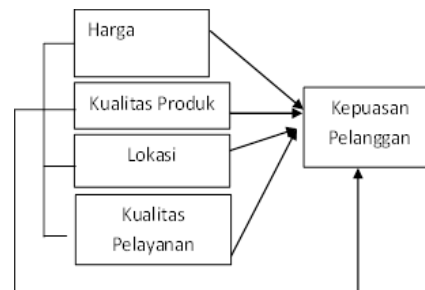 Harga
Kualitas Produk
Lokasi
Kualitas
Pelayanan
Kepuasan
Pelanggan